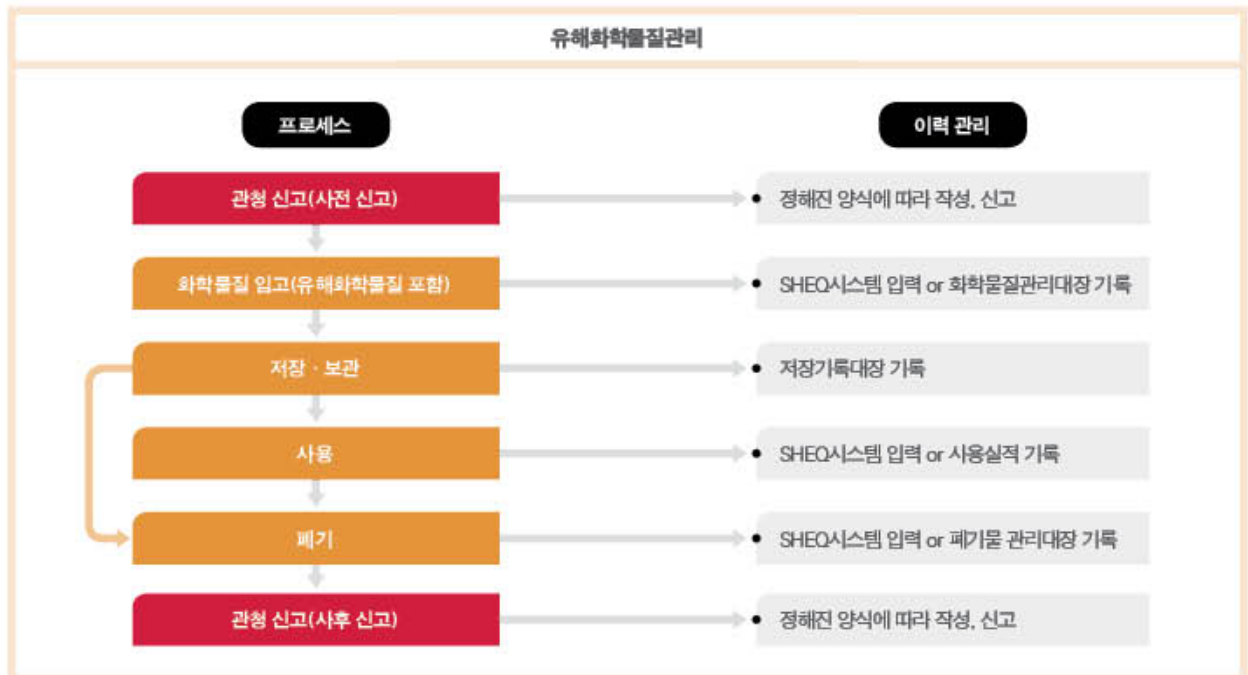 유해화학물질관리
프로세스
이력 관리
관청 신고(사전 신고)
정해진 양식에 따라 작성, 신고
화학물질 입고(유해화학물질 포함)
SHEQ시스템 입력 or 화학물질관리대장 기록
저장 · 보관
저장기록대장 기록
사용
SHEQ시스템 입력 or 사용실적 기록
폐기
SHEQ시스템 입력 or 폐기물 관리대장 기록
관청 신고(사후 신고)
정해진 양식에 따라 작성, 신고